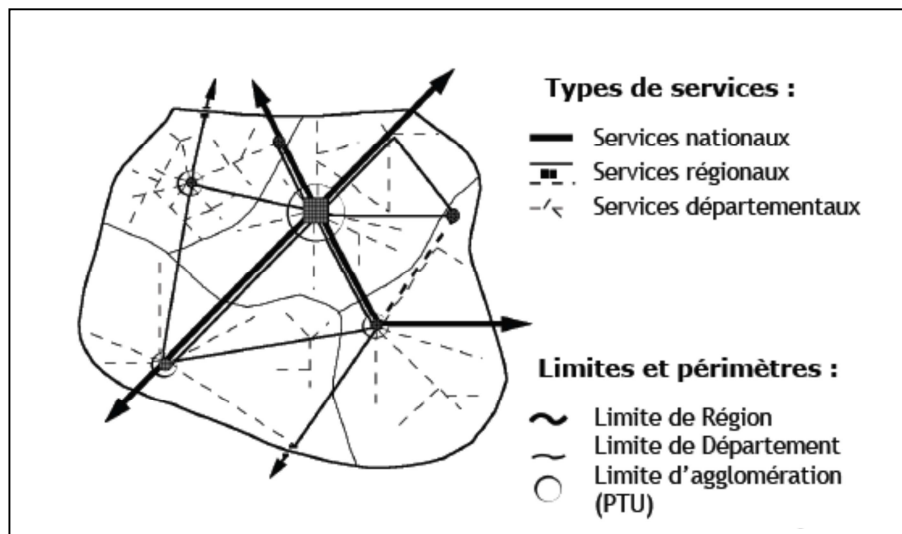 Types de services :
Services nationaux
Services régionaux
Services départementaux
Limites et périmètres :
Limite de Région
Limite de Département
Limite d'agglomération
(PTU)